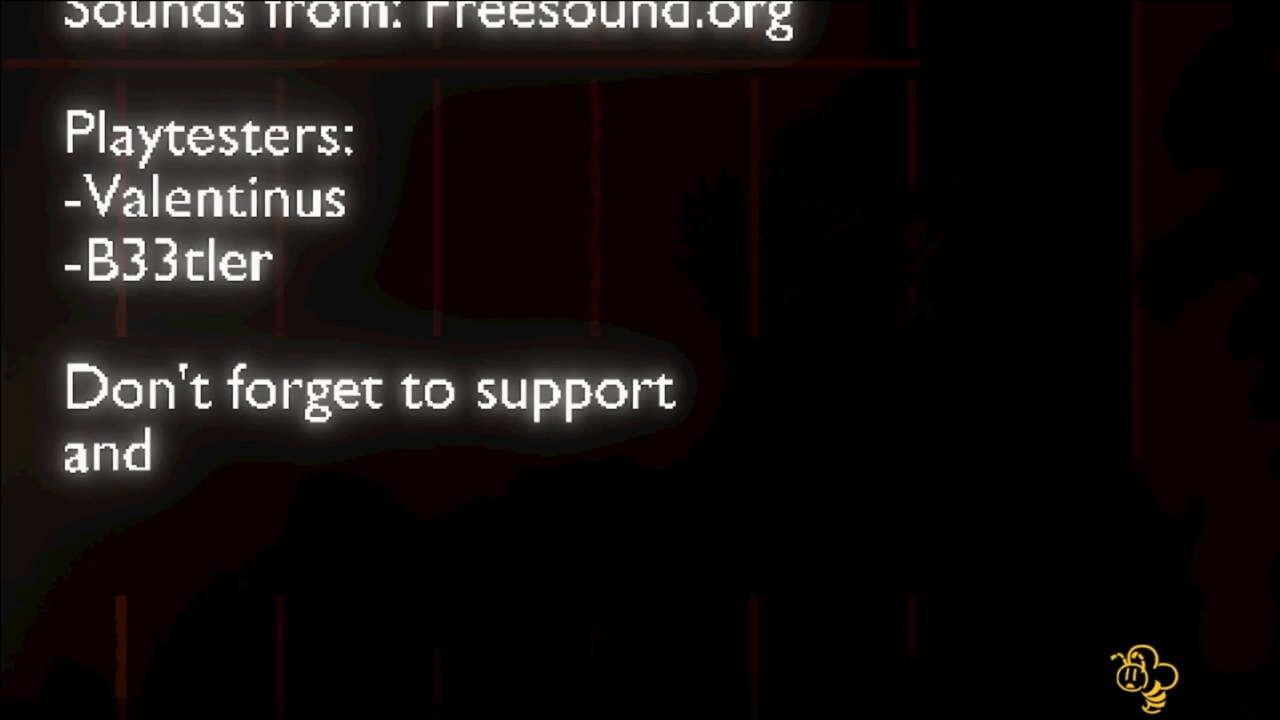 Sounds from: Freesound.org
Playtesters:
-Valentinus
-B33tler
Don't forget to support
and